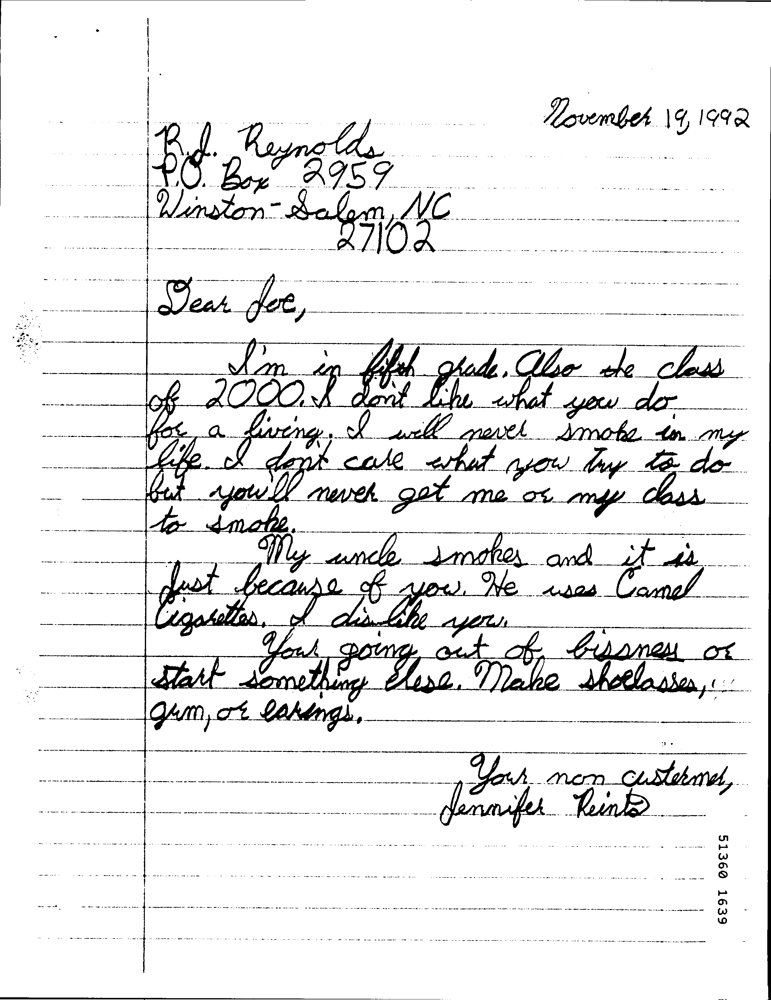 November 19, 1992
R.J. Reynolds
P.O. Box 2959
Winston-Salem, NC
27102
Dear Joe,
I'm in fifth grade. Also the class
of 2000. I don't like what you do
for a living. I will never smoke in my
life. I don't care what you try to do
but you'll never get me or my class
to smoke.
My uncle smokes and it is
Just because of you. He uses Camel
Cigarettes. I dislike you.
Your going out of bissness or
start something elese. Make shoelasses,
gum, or earings.
Your non custermer,
Jennifer Reints
51360 1639